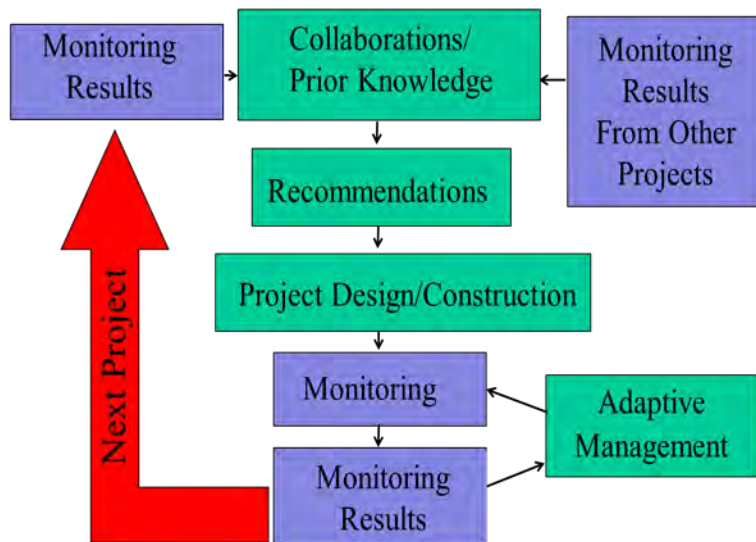 Monitoring
Results
Collaborations/
Prior Knowledge
Monitoring
Results
From Other
Projects
Recommendations
Project Design/Construction
Monitoring
Adaptive
Management
Monitoring
Results
Next Project